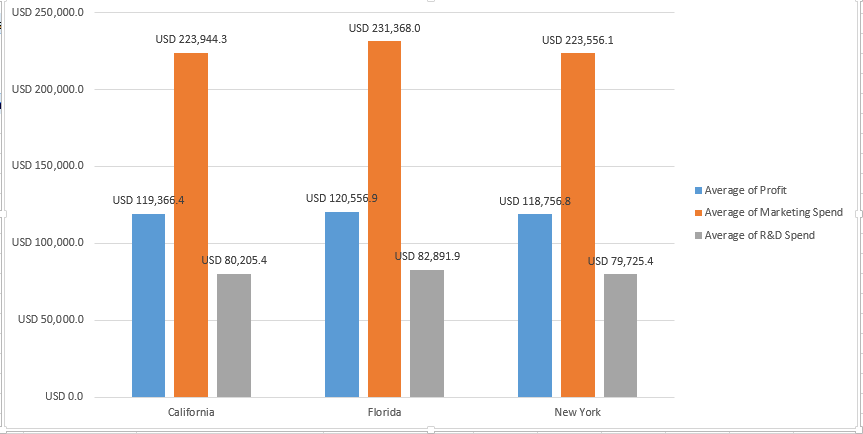 USD 250,000.0
USD 231,368.0
USD 223,944.3
USD 223,556.1
USD 200,000.0
USD 150,000.0
USD 119,366.4
USD 120,556.9
USD 118,756.8
USD 100,000.0
USD 80,205.4
USD 82,891.9
USD 79,725.4
USD 50,000.0
USD 0.0
California
Florida
New York
Average of Profit
Average of Marketing Spend
Average of R&D Spend